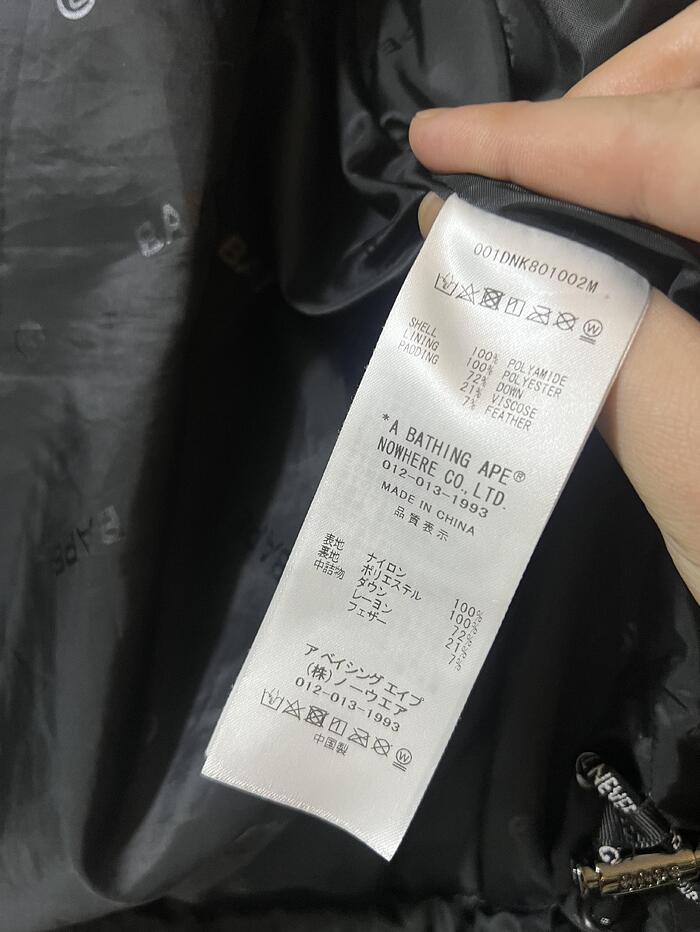 001DNK801002M
W
SHELL 100% POLYAMIDE
LINING 100% POLYESTER
PADDING 72% DOWN
21% VISCOSE
7% FEATHER
*A BATHING APE®
NOWHERE CO., LTD.
012-013-1993
MADE IN CHINA
品質表示
表地 ナイロン 100%
裏地 ポリエステル 100%
中詰物 ダウン 72%
レーヨン 21%
フェザー 7%
ア ベイシング エイプ
(株)ノーウエア
012-013-1993
W
中国製
BA
BAPE
NEVER